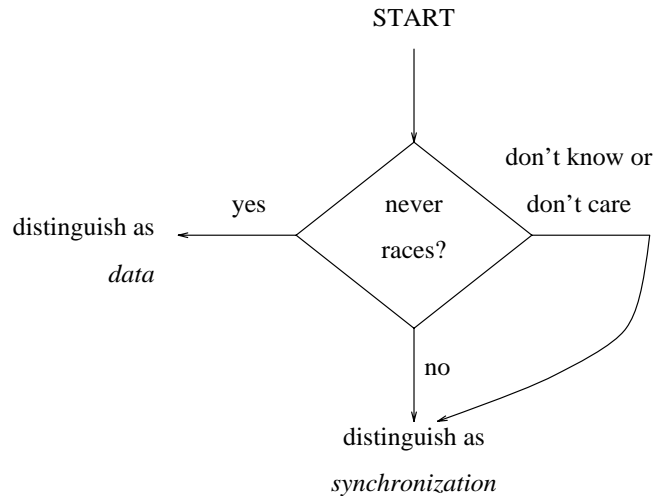 START
don't know or
don't care
yes
never
races?
distinguish as
data
no
distinguish as
synchronization